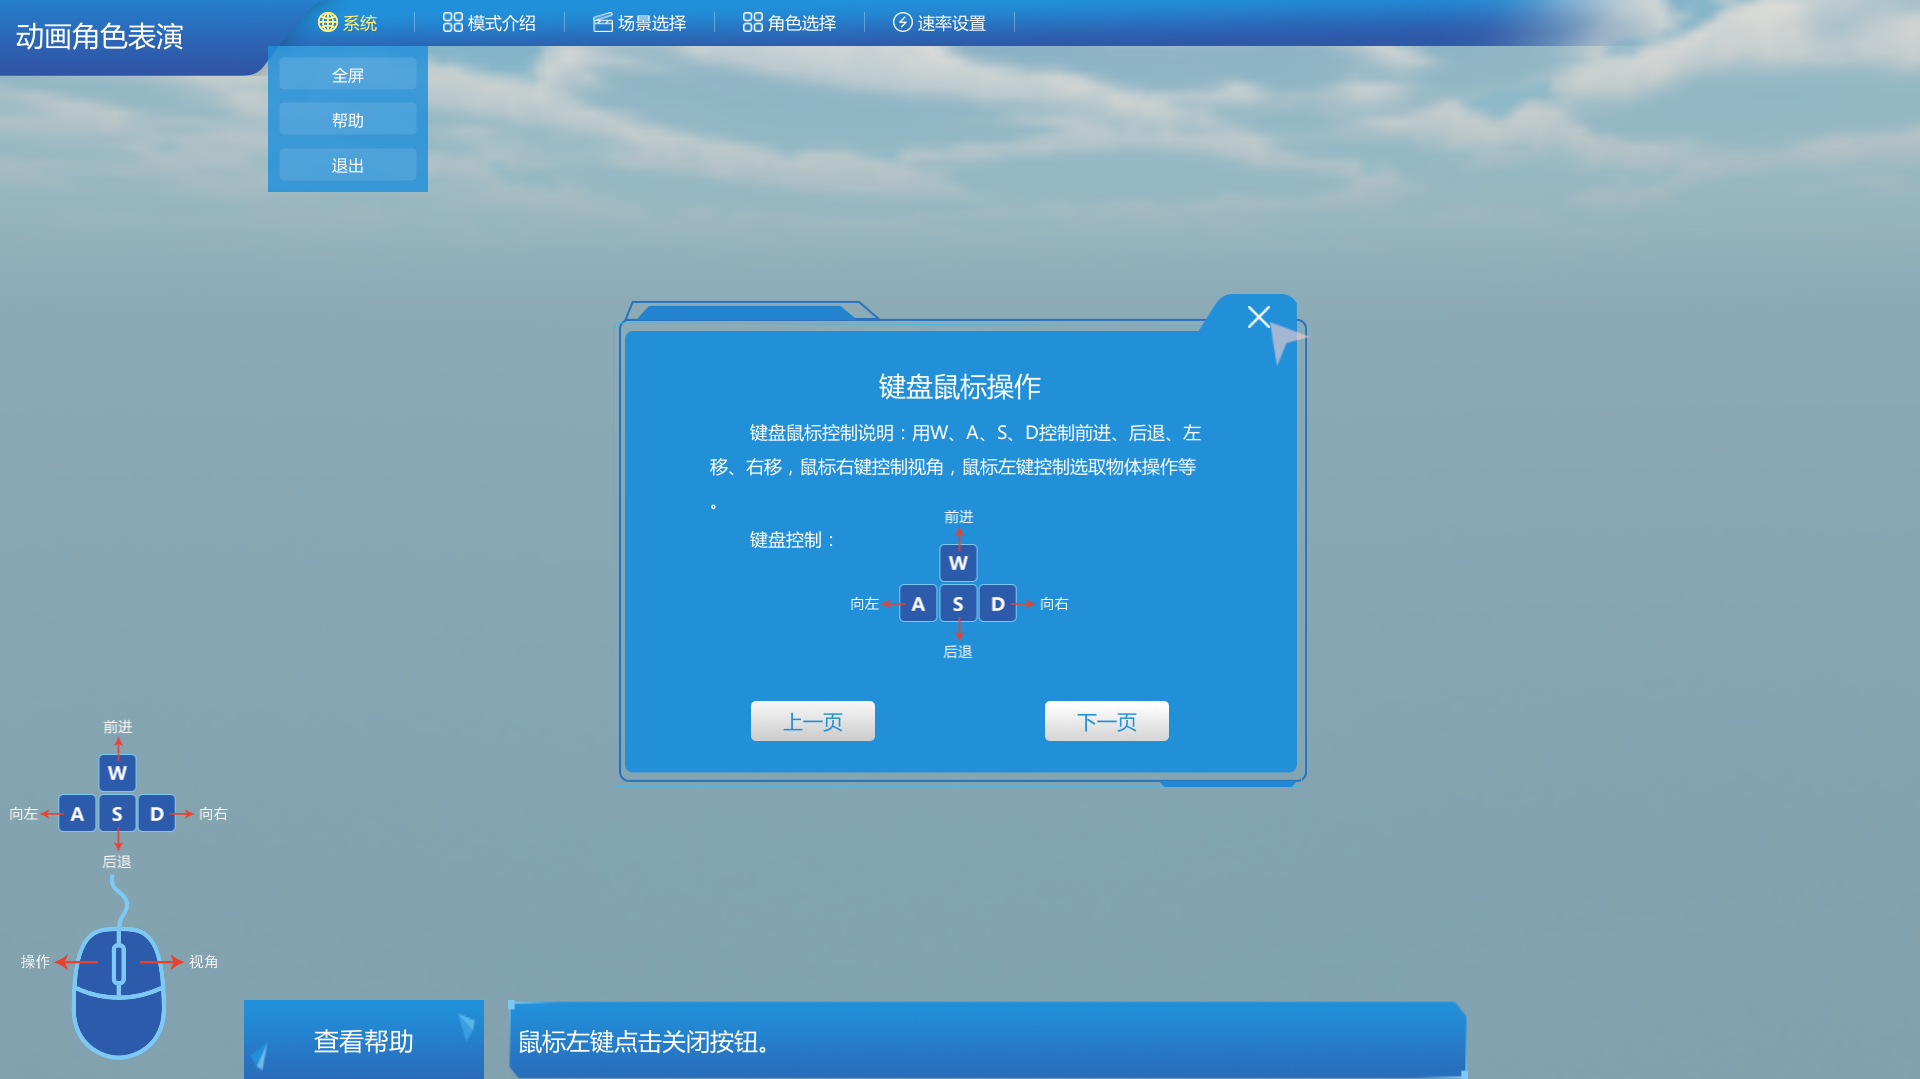 动画角色表演
系统
模式介绍
场景选择
角色选择
速率设置
全屏
帮助
退出
键盘鼠标操作
键盘鼠标控制说明：用W、A、S、D控制前进、后退、左
移、右移，鼠标右键控制视角，鼠标左键控制选取物体操作等
。
键盘控制：
前进
W
向左
A
S
D
向右
后退
上一页
下一页
前进
W
向左
A
S
D
向右
后退
操作
视角
查看帮助
鼠标左键点击关闭按钮。